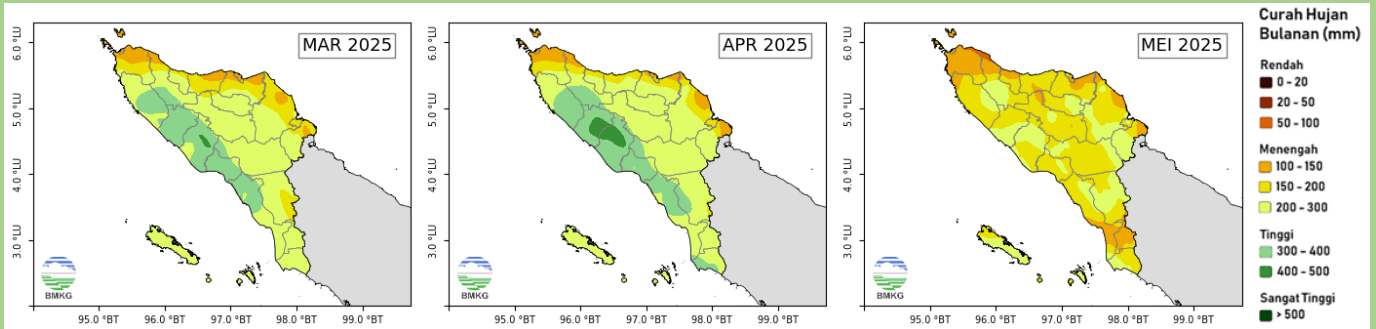 MAR 2025
6.0 °LU
5.0 °LU
4.0 °LU
3.0 °LU
BMKG
95.0 °BT 96.0 °BT 97.0 °BT 98.0 °BT 99.0 °BT
APR 2025
6.0 °LU
5.0 °LU
4.0 °LU
3.0 °LU
BMKG
95.0 °BT 96.0 °BT 97.0 °BT 98.0 °BT 99.0 °BT
MEI 2025
6.0 °LU
5.0 °LU
4.0 °LU
3.0 °LU
BMKG
95.0 °BT 96.0 °BT 97.0 °BT 98.0 °BT 99.0 °BT
Curah Hujan
Bulanan (mm)
Rendah
0 - 20
20 - 50
50 - 100
Menengah
100 - 150
150 - 200
200 - 300
Tinggi
300 - 400
400 - 500
Sangat Tinggi
> 500